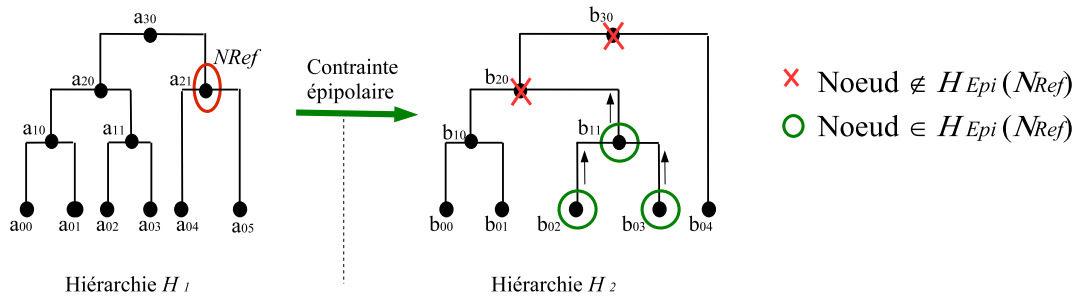 a30
NRef
a20
a21
a10
a11
a00
a01
a02
a03
a04
a05
Hiérarchie H 1
Contrainte
épipolaire
b30
b20
b10
b11
b00
b01
b02
b03
b04
Hiérarchie H 2
Noeud ∉ H Epi (NRef)
Noeud ∈ H Epi (NRef)